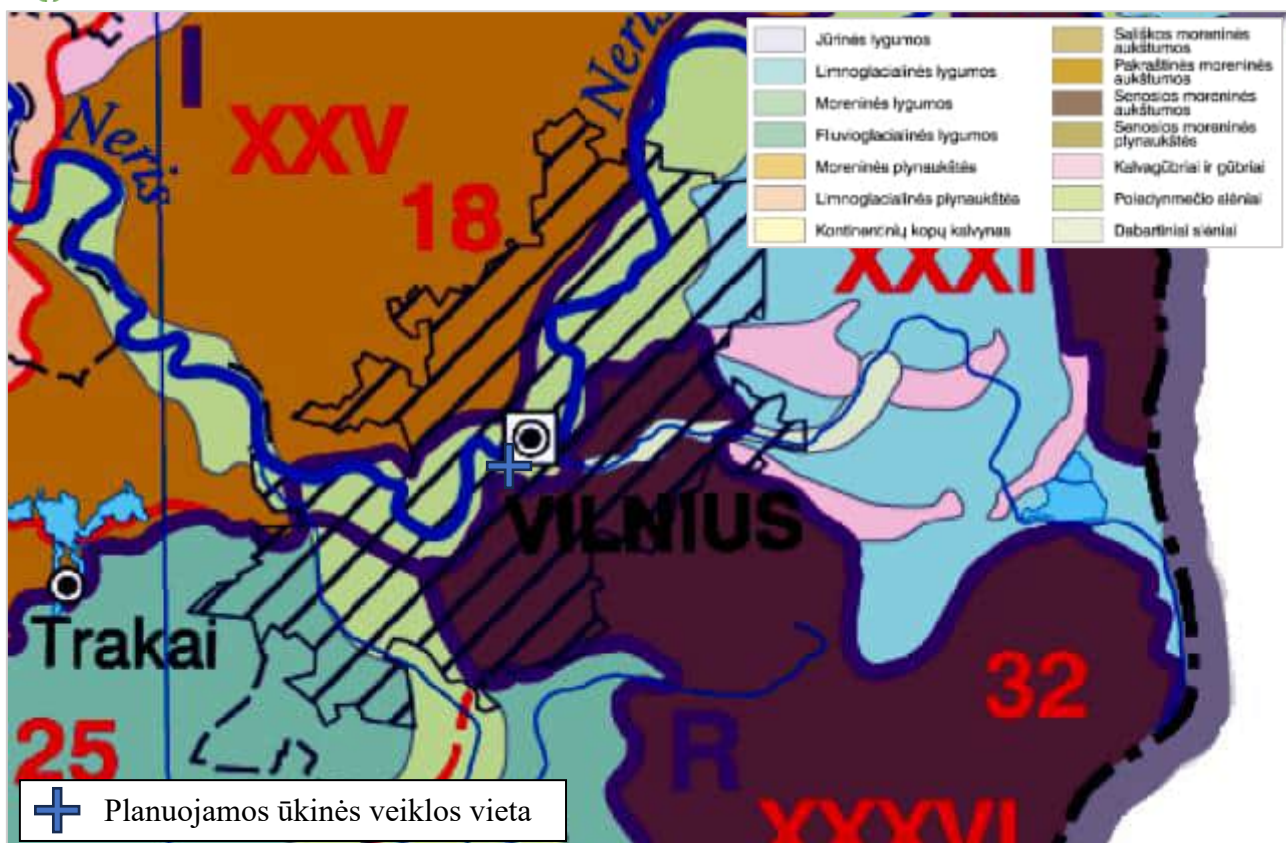 I
Neris
XXV
18
Neris
Jūrinės lygumos
Limnoglacialinės lygumos
Moreninės lygumos
Fliuvioglacialinės lygumos
Moreninės plynaukštės
Limnoglacialinės plynaukštės
Kontinentinių kopų kalvynas
Sališkos moreninės
aukštumos
Pakraštinės moreninės
aukštumos
Senosios moreninės
aukštumos
Senosios moreninės
plynaukštės
Kalvagūbriai ir gūbriai
Poledynmečio slėniai
Dabartiniai slėniai
XXXI
VILNIUS
Trakai
25
32
R
XXXVI
Planuojamos ūkinės veiklos vieta